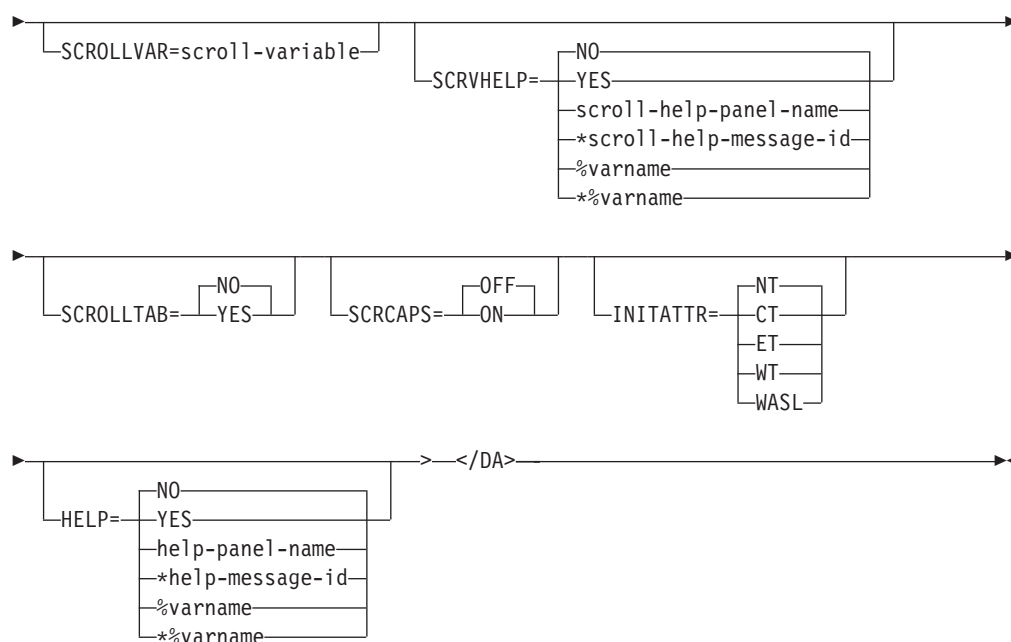 SCROLLVAR=scroll-variable
SCRVHELP=
NO
YES
scroll-help-panel-name
*scroll-help-message-id
%varname
*%varname
SCROLLTAB=
NO
YES
SCRCAPS=
OFF
ON
INITATTR=
NT
CT
ET
WT
WASL
HELP=
NO
YES
help-panel-name
*help-message-id
%varname
*%varname
> </DA>